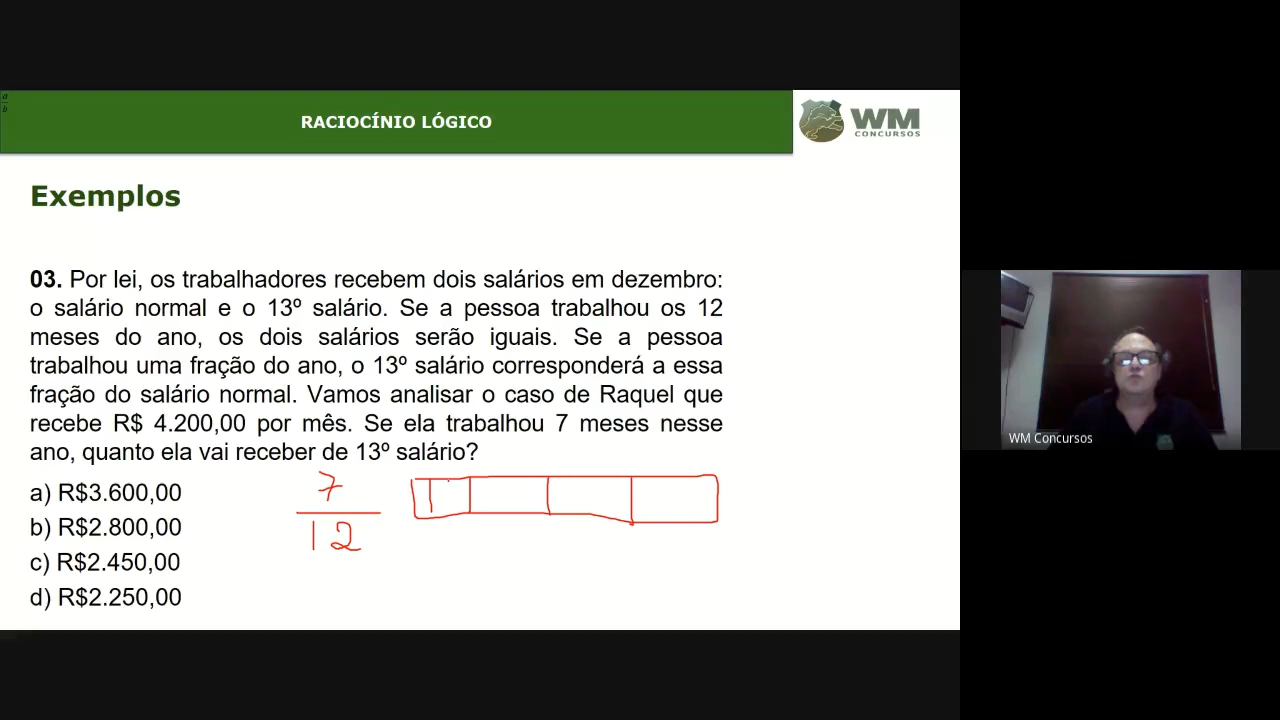 a
b
RACIOCÍNIO LÓGICO
WM
CONCURSOS
Exemplos
03. Por lei, os trabalhadores recebem dois salários em dezembro:
o salário normal e o 13º salário. Se a pessoa trabalhou os 12
meses do ano, os dois salários serão iguais. Se a pessoa
trabalhou uma fração do ano, o 13º salário corresponderá a essa
fração do salário normal. Vamos analisar o caso de Raquel que
recebe R$ 4.200,00 por mês. Se ela trabalhou 7 meses nesse
ano, quanto ela vai receber de 13º salário?
a) R$3.600,00
b) R$2.800,00
c) R$2.450,00
d) R$2.250,00
7
12
WM Concursos